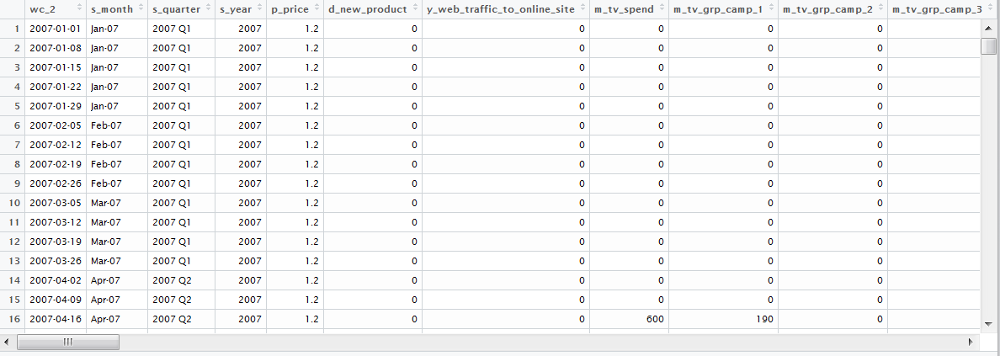 wc_2 s_month s_quarter s_year p_price d_new_product y_web_traffic_to_online_site m_tv_spend m_tv_grp_camp_1 m_tv_grp_camp_2 m_tv_grp_camp_3
1 2007-01-01 Jan-07 2007 Q1 2007 1.2 0 0 0 0 0
2 2007-01-08 Jan-07 2007 Q1 2007 1.2 0 0 0 0 0
3 2007-01-15 Jan-07 2007 Q1 2007 1.2 0 0 0 0 0
4 2007-01-22 Jan-07 2007 Q1 2007 1.2 0 0 0 0 0
5 2007-01-29 Jan-07 2007 Q1 2007 1.2 0 0 0 0 0
6 2007-02-05 Feb-07 2007 Q1 2007 1.2 0 0 0 0 0
7 2007-02-12 Feb-07 2007 Q1 2007 1.2 0 0 0 0 0
8 2007-02-19 Feb-07 2007 Q1 2007 1.2 0 0 0 0 0
9 2007-02-26 Feb-07 2007 Q1 2007 1.2 0 0 0 0 0
10 2007-03-05 Mar-07 2007 Q1 2007 1.2 0 0 0 0 0
11 2007-03-12 Mar-07 2007 Q1 2007 1.2 0 0 0 0 0
12 2007-03-19 Mar-07 2007 Q1 2007 1.2 0 0 0 0 0
13 2007-03-26 Mar-07 2007 Q1 2007 1.2 0 0 0 0 0
14 2007-04-02 Apr-07 2007 Q2 2007 1.2 0 0 0 0 0
15 2007-04-09 Apr-07 2007 Q2 2007 1.2 0 0 0 0 0
16 2007-04-16 Apr-07 2007 Q2 2007 1.2 0 0 600 190 0